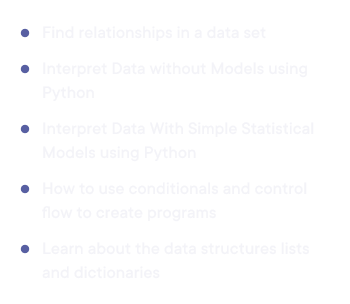 Find relationships in a data set
Interpret Data without Models using
Python
Interpret Data With Simple Statistical
Models using Python
How to use conditionals and control
flow to create programs
Learn about the data structures lists
and dictionaries